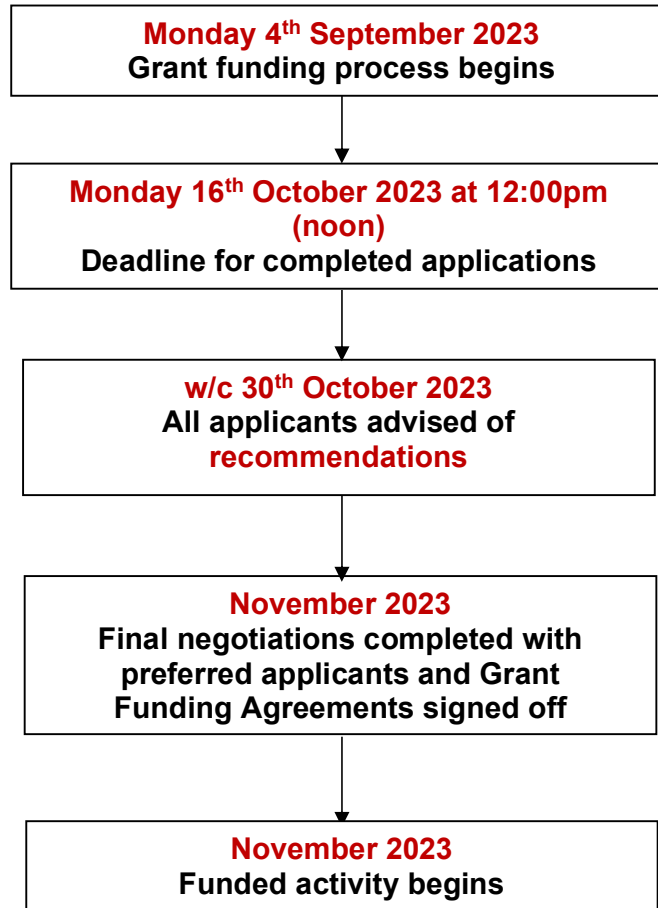 Monday 4th September 2023
Grant funding process begins
Monday 16th October 2023 at 12:00pm
(noon)
Deadline for completed applications
w/c 30th October 2023
All applicants advised of
recommendations
November 2023
Final negotiations completed with
preferred applicants and Grant
Funding Agreements signed off
November 2023
Funded activity begins